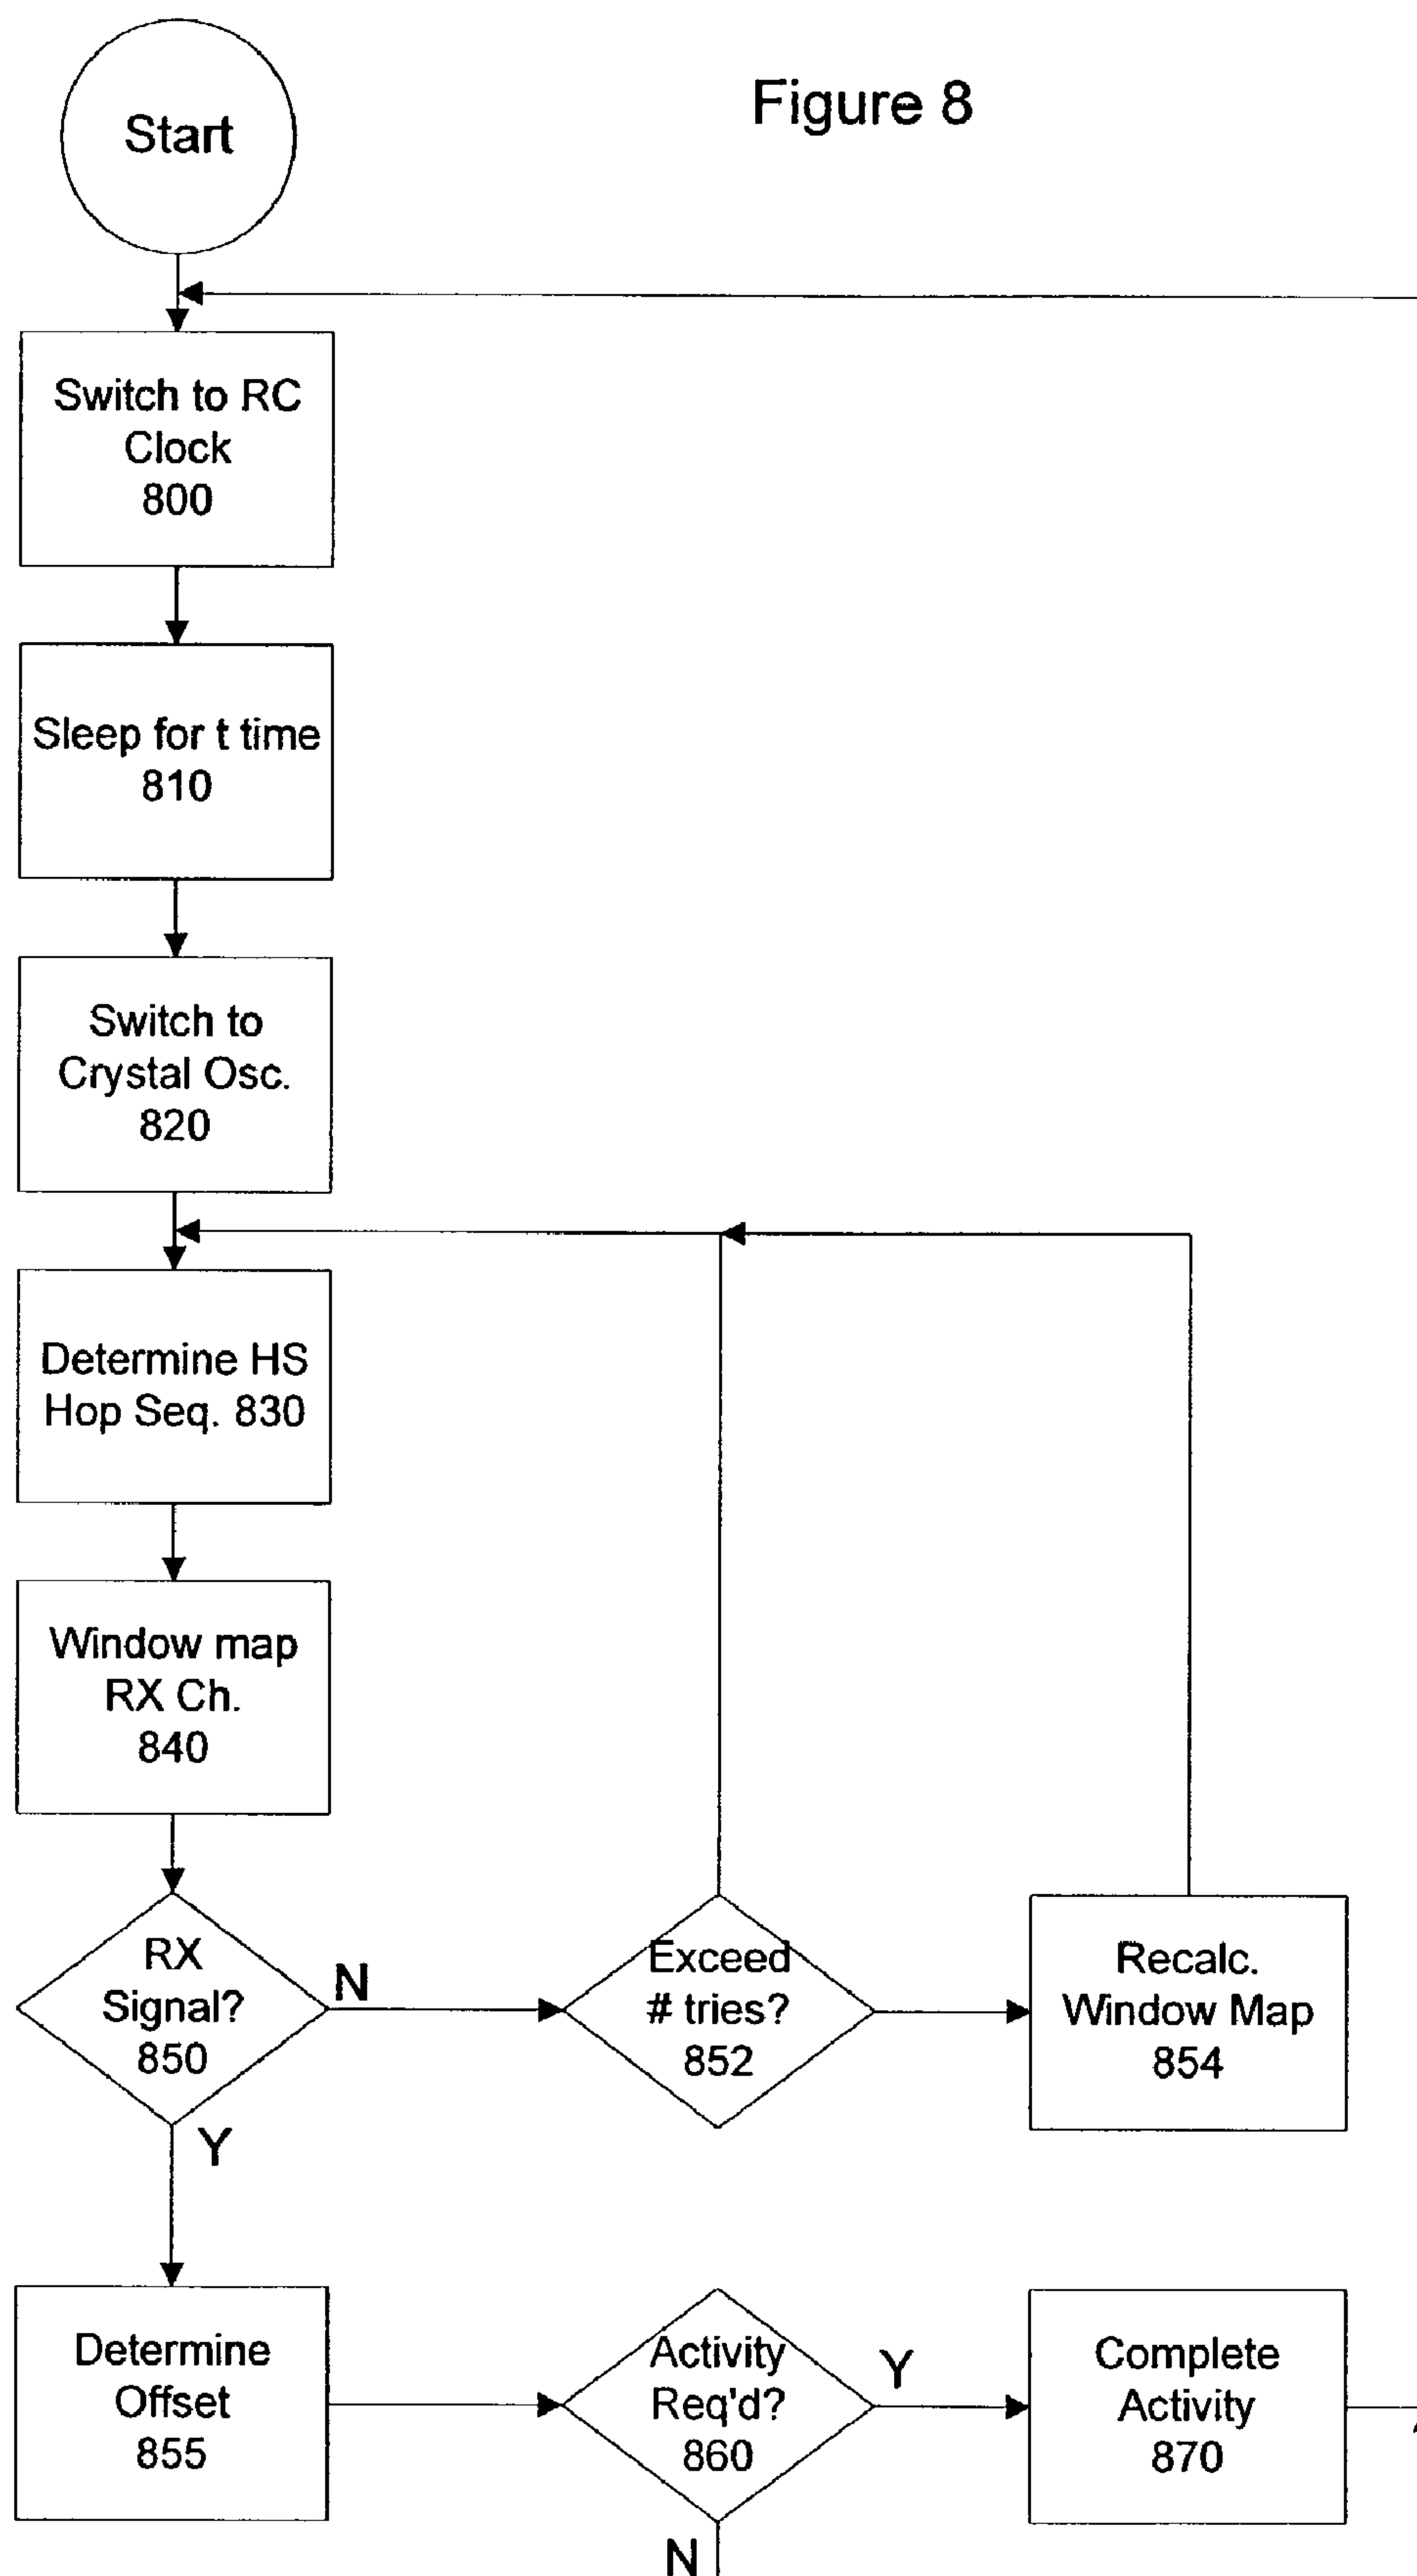 Figure 8
Start
Switch to RC
Clock
800
Sleep for t time
810
Switch to
Crystal Osc.
820
Determine HS
Hop Seq. 830
Window map
RX Ch.
840
RX
Signal?
850
N
Y
Exceed
# tries?
852
Recalc.
Window Map
854
Determine
Offset
855
Activity
Req'd?
860
Y
N
Complete
Activity
870